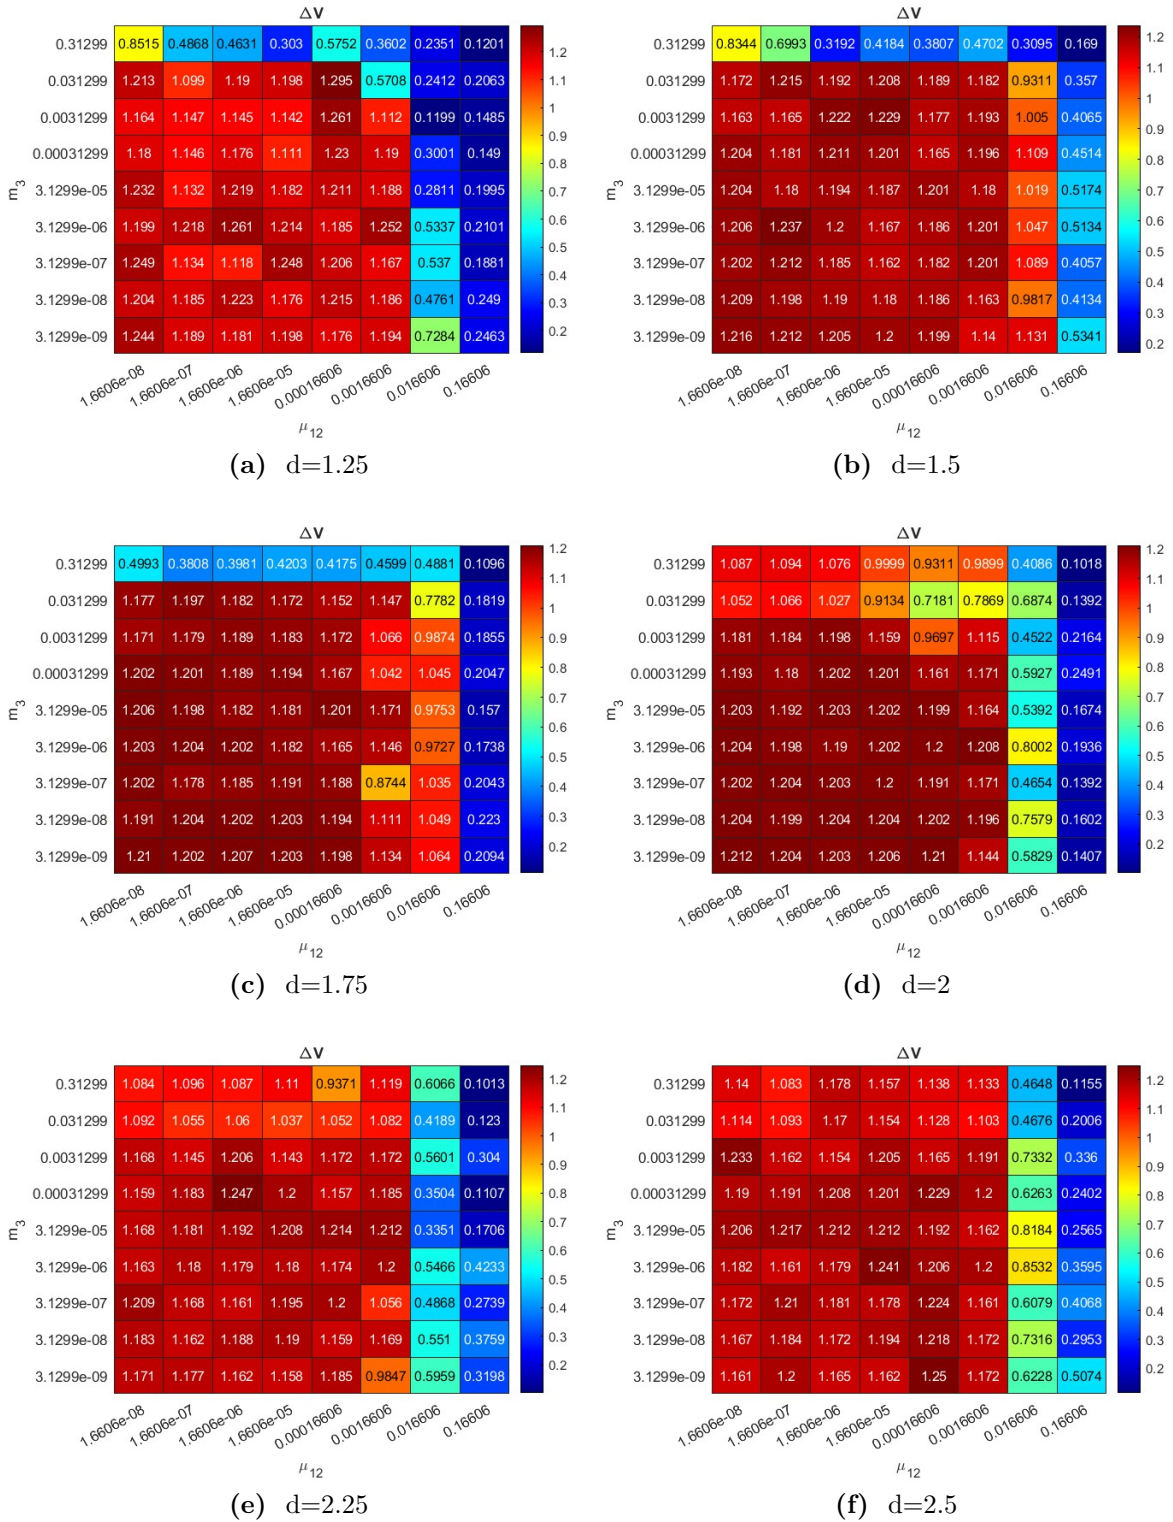 ΔV
0.31299 0.8515 0.4868 0.4631 0.303 0.5752 0.3602 0.2351 0.1201 1.2
0.031299 1.213 1.099 1.19 1.198 1.295 0.5708 0.2412 0.2063 1.1
0.0031299 1.164 1.147 1.145 1.142 1.261 1.112 0.1199 0.1485 1
0.00031299 1.18 1.146 1.176 1.111 1.23 1.19 0.3001 0.149 0.9 0.8
3.1299e-05 1.232 1.132 1.219 1.182 1.211 1.188 0.2811 0.1995 0.7
3.1299e-06 1.199 1.218 1.261 1.214 1.185 1.252 0.5337 0.2101 0.6
3.1299e-07 1.249 1.134 1.118 1.248 1.206 1.167 0.537 0.1881 0.5 0.4
3.1299e-08 1.204 1.185 1.223 1.176 1.215 1.186 0.4761 0.249 0.3
3.1299e-09 1.244 1.189 1.181 1.198 1.176 1.194 0.7284 0.2463 0.2
m3
1.6606e-08 1.6606e-07 1.6606e-06 1.6606e-05 0.00016606 0.0016606 0.016606 0.16606
μ12
(a) d=1.25
ΔV
0.31299 0.8344 0.6993 0.3192 0.4184 0.3807 0.4702 0.3095 0.169 1.2
0.031299 1.172 1.215 1.192 1.208 1.189 1.182 0.9311 0.357 1.1
0.0031299 1.163 1.165 1.222 1.229 1.177 1.193 1.005 0.4065 1
0.00031299 1.204 1.181 1.211 1.201 1.165 1.196 1.109 0.4514 0.9
3.1299e-05 1.204 1.18 1.194 1.187 1.201 1.18 1.019 0.5174 0.8 0.7
3.1299e-06 1.206 1.237 1.2 1.167 1.186 1.201 1.047 0.5134 0.6
3.1299e-07 1.202 1.212 1.185 1.162 1.182 1.201 1.089 0.4057 0.5
3.1299e-08 1.209 1.198 1.19 1.18 1.186 1.163 0.9817 0.4134 0.4 0.3
3.1299e-09 1.216 1.212 1.205 1.2 1.199 1.14 1.131 0.5341 0.2
m3
1.6606e-08 1.6606e-07 1.6606e-06 1.6606e-05 0.00016606 0.0016606 0.016606 0.16606
μ12
(b) d=1.5
ΔV
0.31299 0.4993 0.3808 0.3981 0.4203 0.4175 0.4599 0.4881 0.1096 1.2
0.031299 1.177 1.197 1.182 1.172 1.152 1.147 0.7782 0.1819 1.1
0.0031299 1.171 1.179 1.189 1.183 1.172 1.066 0.9874 0.1855 1 0.9
0.00031299 1.202 1.201 1.189 1.194 1.167 1.042 1.045 0.2047 0.8
3.1299e-05 1.206 1.198 1.182 1.181 1.201 1.171 0.9753 0.157 0.7
3.1299e-06 1.203 1.204 1.202 1.182 1.165 1.146 0.9727 0.1738 0.6
3.1299e-07 1.202 1.178 1.185 1.191 1.188 0.8744 1.035 0.2043 0.5 0.4
3.1299e-08 1.191 1.204 1.202 1.203 1.194 1.111 1.049 0.223 0.3
3.1299e-09 1.21 1.202 1.207 1.203 1.198 1.134 1.064 0.2094 0.2
m3
1.6606e-08 1.6606e-07 1.6606e-06 1.6606e-05 0.00016606 0.0016606 0.016606 0.16606
μ12
(c) d=1.75
ΔV
0.31299 1.087 1.094 1.076 0.9999 0.9311 0.9899 0.4086 0.1018 1.2
0.031299 1.052 1.066 1.027 0.9134 0.7181 0.7869 0.6874 0.1392 1.1
0.0031299 1.181 1.184 1.198 1.159 0.9697 1.115 0.4522 0.2164 1 0.9
0.00031299 1.193 1.18 1.202 1.201 1.161 1.171 0.5927 0.2491 0.8
3.1299e-05 1.203 1.192 1.203 1.202 1.199 1.164 0.5392 0.1674 0.7
3.1299e-06 1.204 1.198 1.19 1.202 1.2 1.208 0.8002 0.1936 0.6
3.1299e-07 1.202 1.204 1.203 1.2 1.191 1.171 0.4654 0.1392 0.5 0.4
3.1299e-08 1.204 1.199 1.204 1.204 1.202 1.196 0.7579 0.1602 0.3
3.1299e-09 1.212 1.204 1.203 1.206 1.21 1.144 0.5829 0.1407 0.2
m3
1.6606e-08 1.6606e-07 1.6606e-06 1.6606e-05 0.00016606 0.0016606 0.016606 0.16606
μ12
(d) d=2
ΔV
0.31299 1.084 1.096 1.087 1.11 0.9371 1.119 0.6066 0.1013 1.2
0.031299 1.092 1.055 1.06 1.037 1.052 1.082 0.4189 0.123 1.1
0.0031299 1.168 1.145 1.206 1.143 1.172 1.172 0.5601 0.304 1 0.9
0.00031299 1.159 1.183 1.247 1.2 1.157 1.185 0.3504 0.1107 0.8
3.1299e-05 1.168 1.181 1.192 1.208 1.214 1.212 0.3351 0.1706 0.7
3.1299e-06 1.163 1.18 1.179 1.18 1.174 1.2 0.5466 0.4233 0.6
3.1299e-07 1.209 1.168 1.161 1.195 1.2 1.056 0.4868 0.2739 0.5 0.4
3.1299e-08 1.183 1.162 1.188 1.19 1.159 1.169 0.551 0.3759 0.3
3.1299e-09 1.171 1.177 1.162 1.158 1.185 0.9847 0.5959 0.3198 0.2
m3
1.6606e-08 1.6606e-07 1.6606e-06 1.6606e-05 0.00016606 0.0016606 0.016606 0.16606
μ12
(e) d=2.25
ΔV
0.31299 1.14 1.083 1.178 1.157 1.138 1.133 0.4648 0.1155 1.2
0.031299 1.114 1.093 1.17 1.154 1.128 1.103 0.4676 0.2006 1.1
0.0031299 1.233 1.162 1.154 1.205 1.165 1.191 0.7332 0.336 1 0.9
0.00031299 1.19 1.191 1.208 1.201 1.229 1.2 0.6263 0.2402 0.8
3.1299e-05 1.206 1.217 1.212 1.212 1.192 1.162 0.8184 0.2565 0.7
3.1299e-06 1.182 1.161 1.179 1.241 1.206 1.2 0.8532 0.3595 0.6
3.1299e-07 1.172 1.21 1.181 1.178 1.224 1.161 0.6079 0.4068 0.5 0.4
3.1299e-08 1.167 1.184 1.172 1.194 1.218 1.172 0.7316 0.2953 0.3
3.1299e-09 1.161 1.2 1.165 1.162 1.25 1.172 0.6228 0.5074 0.2
m3
1.6606e-08 1.6606e-07 1.6606e-06 1.6606e-05 0.00016606 0.0016606 0.016606 0.16606
μ12
(f) d=2.5